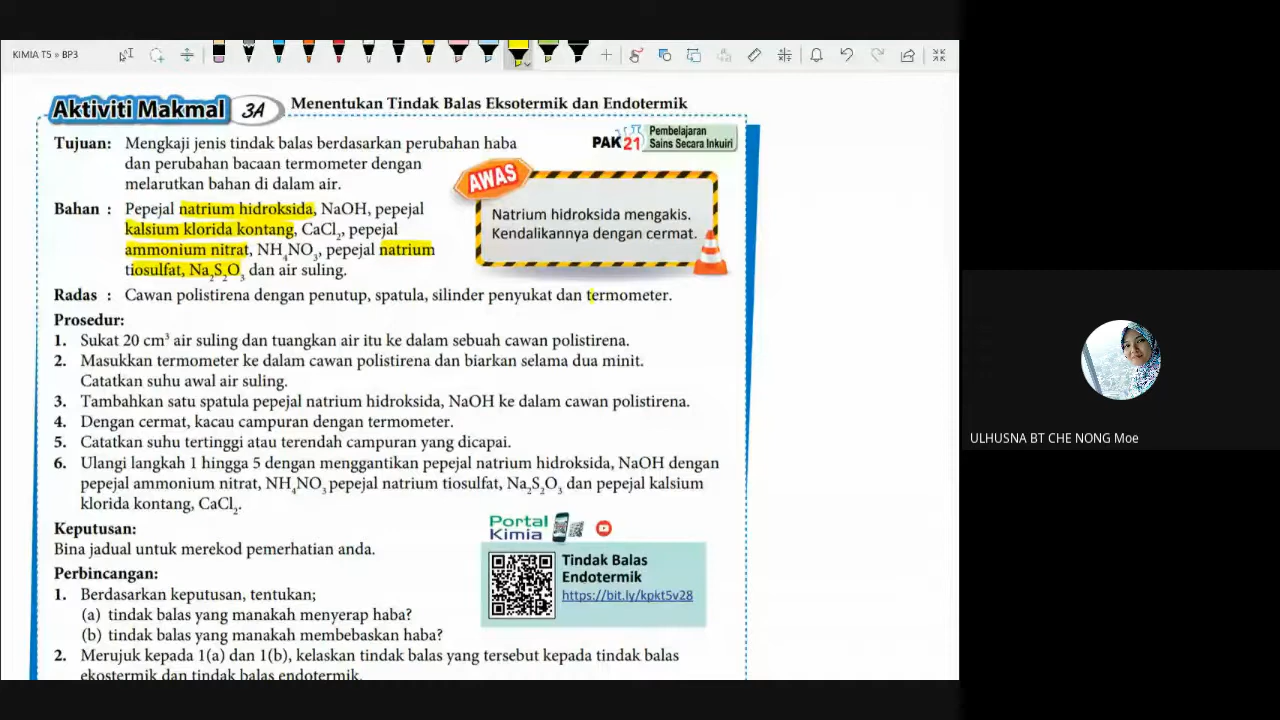 KIMIA T5 » BP3
Aktiviti Makmal 3A Menentukan Tindak Balas Eksotermik dan Endotermik
PAK21 Pembelajaran
Sains Secara Inkuiri
Tujuan: Mengkaji jenis tindak balas berdasarkan perubahan haba
dan perubahan bacaan termometer dengan
melarutkan bahan di dalam air.
AWAS
Natrium hidroksida mengakis.
Kendalikannya dengan cermat.
Bahan : Pepejal natrium hidroksida, NaOH, pepejal
kalsium klorida kontang, CaCl₂, pepejal
ammonium nitrat, NH₄NO₃, pepejal natrium
tiosulfat, Na₂S₂O₃ dan air suling.
Radas : Cawan polistirena dengan penutup, spatula, silinder penyukat dan termometer.
Prosedur:
1. Sukat 20 cm³ air suling dan tuangkan air itu ke dalam sebuah cawan polistirena.
2. Masukkan termometer ke dalam cawan polistirena dan biarkan selama dua minit.
Catatkan suhu awal air suling.
3. Tambahkan satu spatula pepejal natrium hidroksida, NaOH ke dalam cawan polistirena.
4. Dengan cermat, kacau campuran dengan termometer.
5. Catatkan suhu tertinggi atau terendah campuran yang dicapai.
6. Ulangi langkah 1 hingga 5 dengan menggantikan pepejal natrium hidroksida, NaOH dengan
pepejal ammonium nitrat, NH₄NO₃ pepejal natrium tiosulfat, Na₂S₂O₃ dan pepejal kalsium
klorida kontang, CaCl₂.
Keputusan:
Bina jadual untuk merekod pemerhatian anda.
Perbincangan:
1. Berdasarkan keputusan, tentukan;
(a) tindak balas yang manakah menyerap haba?
(b) tindak balas yang manakah membebaskan haba?
2. Merujuk kepada 1(a) dan 1(b), kelaskan tindak balas yang tersebut kepada tindak balas
ekostermik dan tindak balas endotermik.
Portal
Kimia
Tindak Balas
Endotermik
https://bit.ly/kpkt5v28
ULHUSNA BT CHE NONG Moe